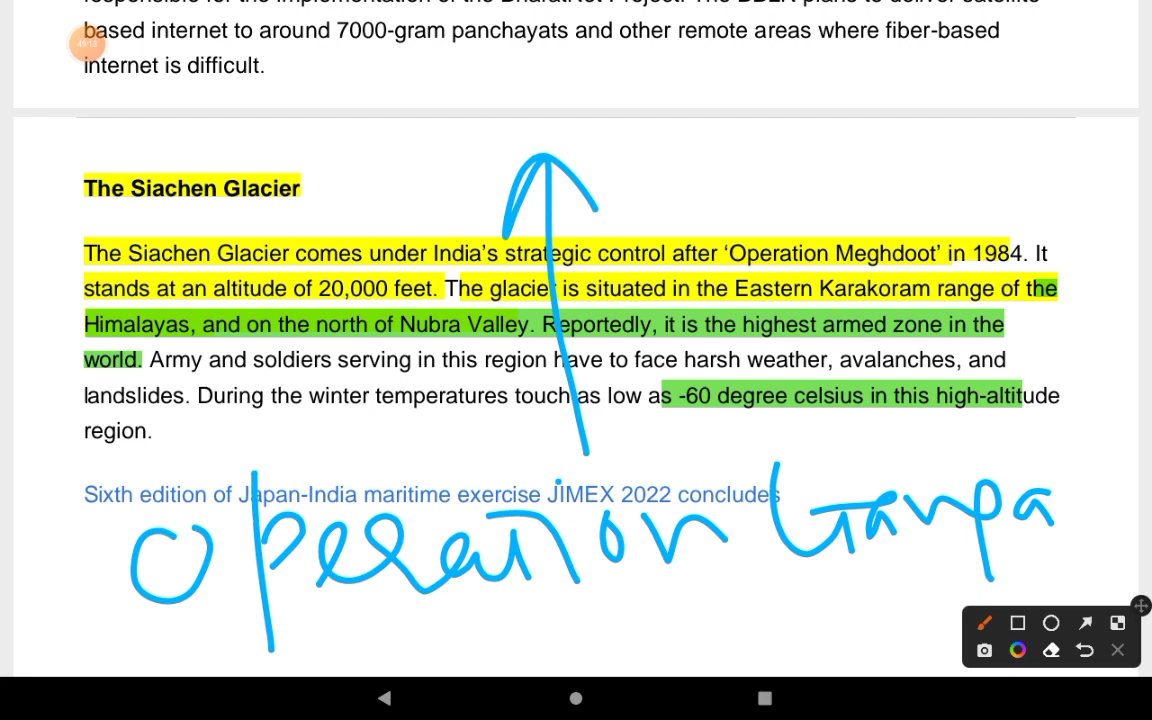 based internet to around 7000-gram panchayats and other remote areas where fiber-based
49:13
internet is difficult.
The Siachen Glacier
The Siachen Glacier comes under India's strategic control after ‘Operation Meghdoot’ in 1984. It
stands at an altitude of 20,000 feet. The glacier is situated in the Eastern Karakoram range of the
Himalayas, and on the north of Nubra Valley. Reportedly, it is the highest armed zone in the
world. Army and soldiers serving in this region have to face harsh weather, avalanches, and
landslides. During the winter temperatures touch as low as -60 degree celsius in this high-altitude
region.
Sixth edition of Japan-India maritime exercise JIMEX 2022 concludes
Operation Ganpa